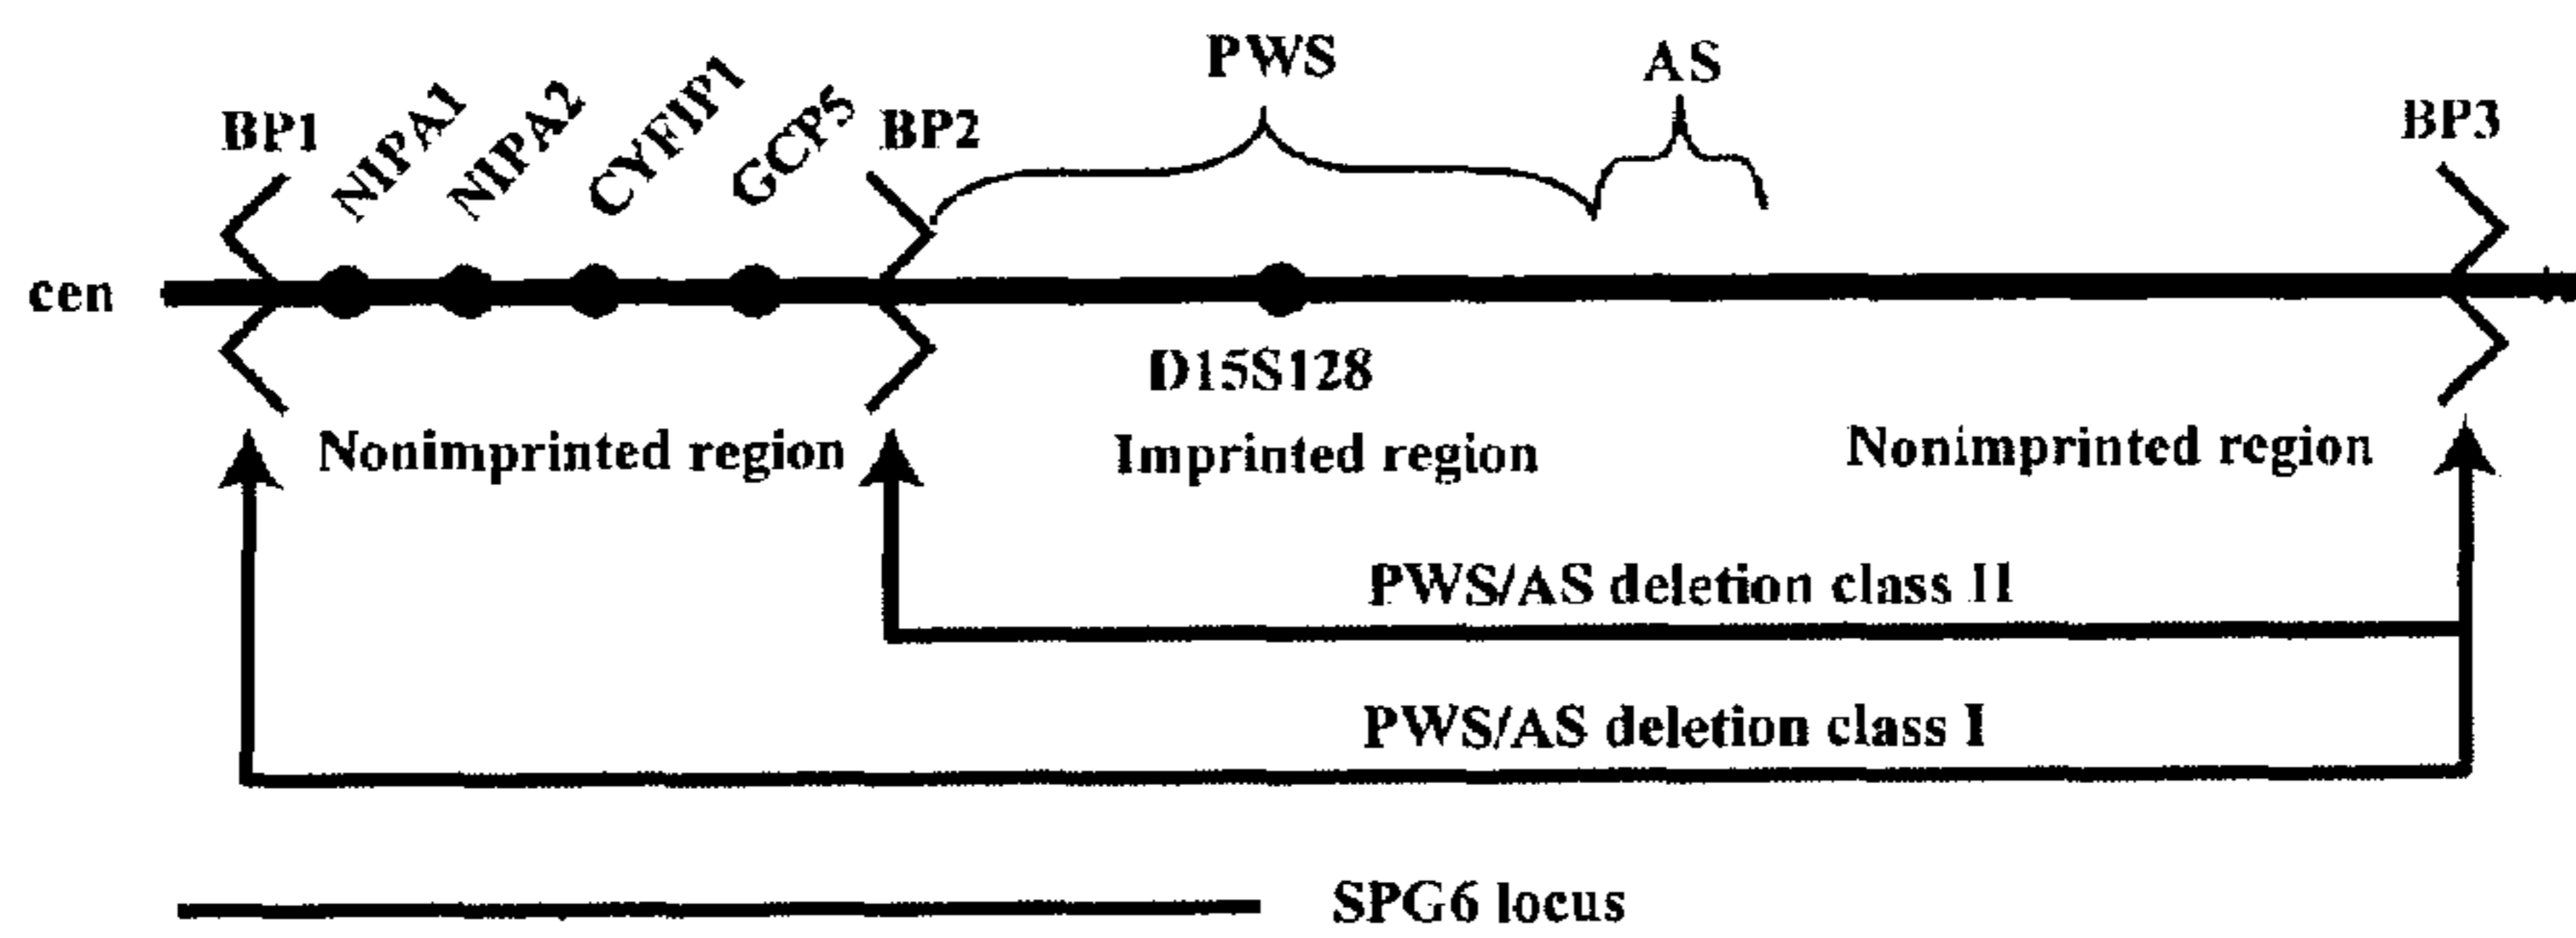 PWS
AS
BP1
NIPA1
NIPA2
CYFIP1
GCP5
BP2
BP3
cen
D15S128
Nonimprinted region
Imprinted region
Nonimprinted region
PWS/AS deletion class II
PWS/AS deletion class I
SPG6 locus